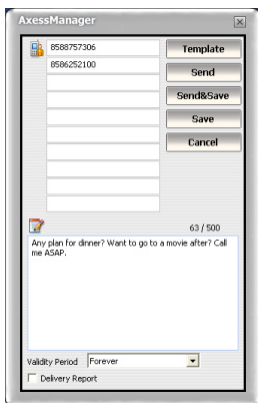 AxessManager
8588757306
8586252100
Template
Send
Send&Save
Save
Cancel
63 / 500
Any plan for dinner? Want to go to a movie after? Call
me ASAP.
Validity Period Forever
Delivery Report